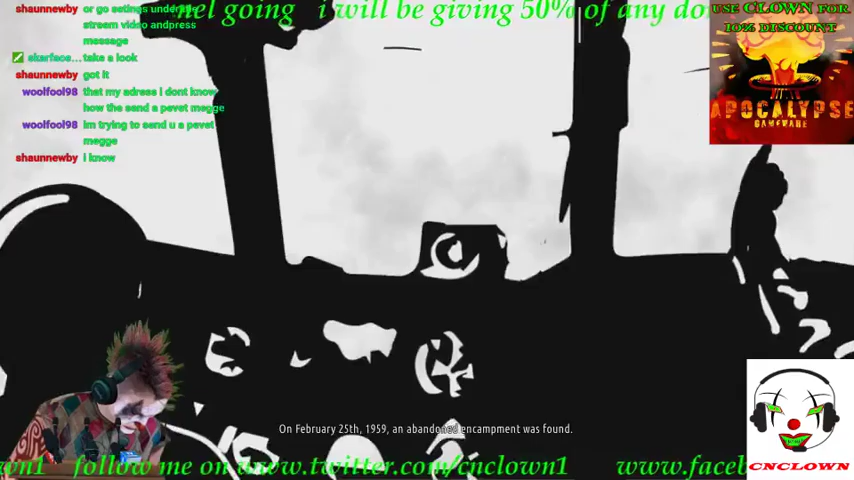 nel going i will be giving 50% of any do
shaunnewby or go setings under the
stream video andpress
message
skarface... take a look
shaunnewby got it
woolfool98 that my adress i dont know
how the send a pevet megge
woolfool98 Im trying to send u a pevet
megge
shaunnewby i know
USE CLOWN FOR
10% DISCOUNT
APOCALYPSE
GAMEWARE
On February 25th, 1959, an abandoned encampment was found.
CNCLOWN
wn1 follow me on www.twitter.com/cnclown1 www.faceb